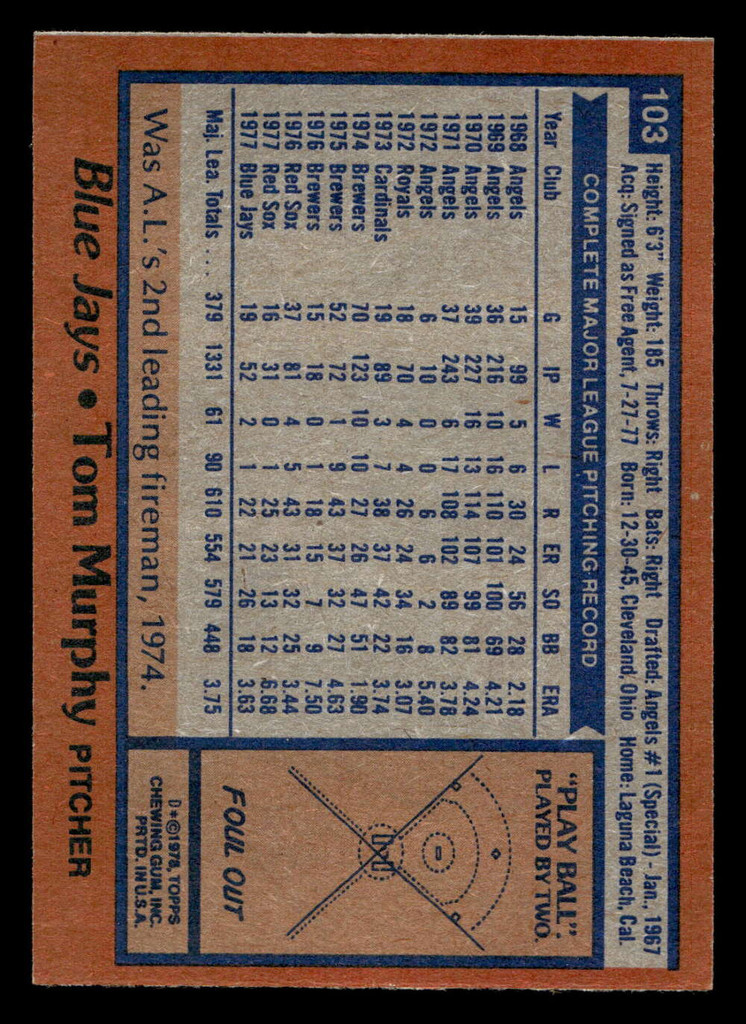 103
Height: 6'3" Weight: 185 Throws: Right Bats: Right Drafted: Angels #1 (Special) - Jan., 1967
Acq: Signed as Free Agent, 7-27-77 Born: 12-30-45, Cleveland, Ohio Home: Laguna Beach, Cal.
COMPLETE MAJOR LEAGUE PITCHING RECORD
Year Club G IP W L R ER SO BB ERA
1968 Angels 15 99 5 6 30 24 56 28 2.18
1969 Angels 36 216 10 16 110 101 100 69 4.21
1970 Angels 39 227 16 13 114 107 99 81 4.24
1971 Angels 37 243 6 17 108 102 89 82 3.78
1972 Angels 6 10 0 0 6 6 2 8 5.40
1972 Royals 18 70 4 4 26 24 34 16 3.07
1973 Cardinals 19 89 3 7 38 37 42 22 3.74
1974 Brewers 70 123 10 10 27 26 47 51 1.90
1975 Brewers 52 72 1 9 43 37 32 27 4.63
1976 Brewers 15 18 0 1 18 15 7 9 7.50
1976 Red Sox 37 81 4 5 43 31 32 25 3.44
1977 Red Sox 16 31 0 1 25 23 13 12 6.68
1977 Blue Jays 19 52 2 1 22 21 26 18 3.63
Maj. Lea. Totals ... 379 1331 61 90 610 554 579 448 3.75
Was A.L.'s 2nd leading fireman, 1974.
Blue Jays • Tom Murphy PITCHER
"PLAY BALL"
PLAYED BY TWO.
FOUL OUT
D*©1978, TOPPS
CHEWING GUM, INC.
PRTD. IN U.S.A.